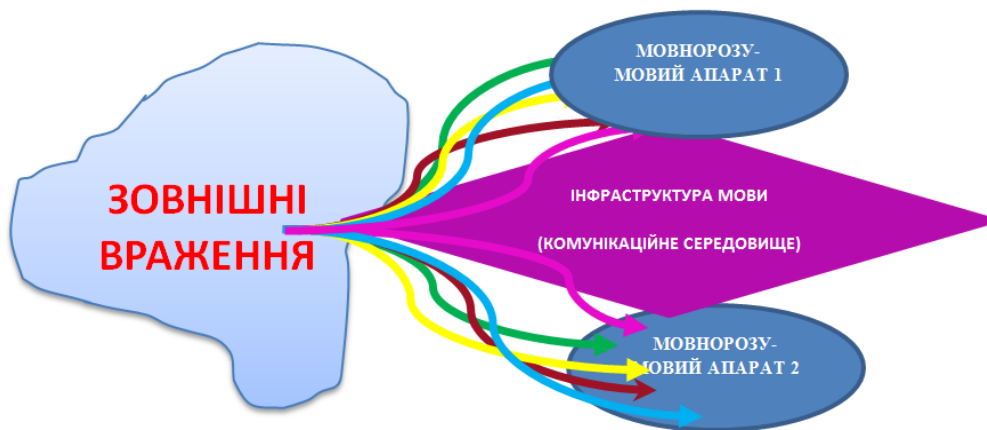 МОВНОРОЗУ-
МОВИЙ АПАРАТ 1
ЗОВНІШНІ
ВРАЖЕННЯ
ІНФРАСТРУКТУРА МОВИ
(КОМУНІКАЦІЙНЕ СЕРЕДОВИЩЕ)
МОВНОРОЗУ-
МОВИЙ АПАРАТ 2